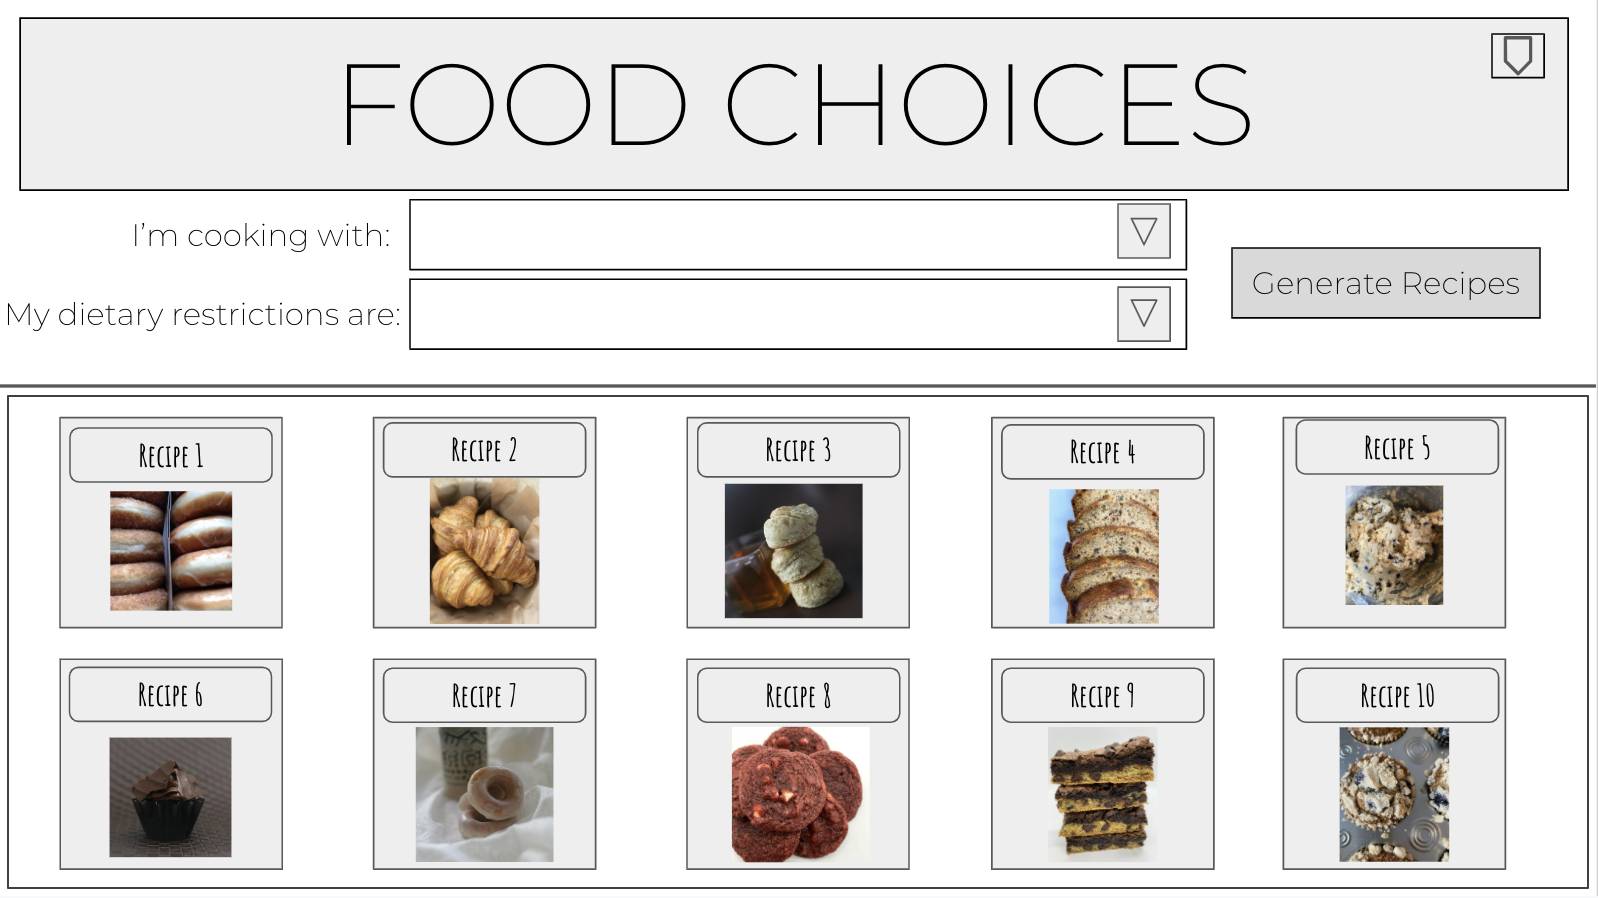 FOOD CHOICES
I'm cooking with:
My dietary restrictions are:
Generate Recipes
Recipe 1
Recipe 2
Recipe 3
Recipe 4
Recipe 5
Recipe 6
Recipe 7
Recipe 8
Recipe 9
Recipe 10